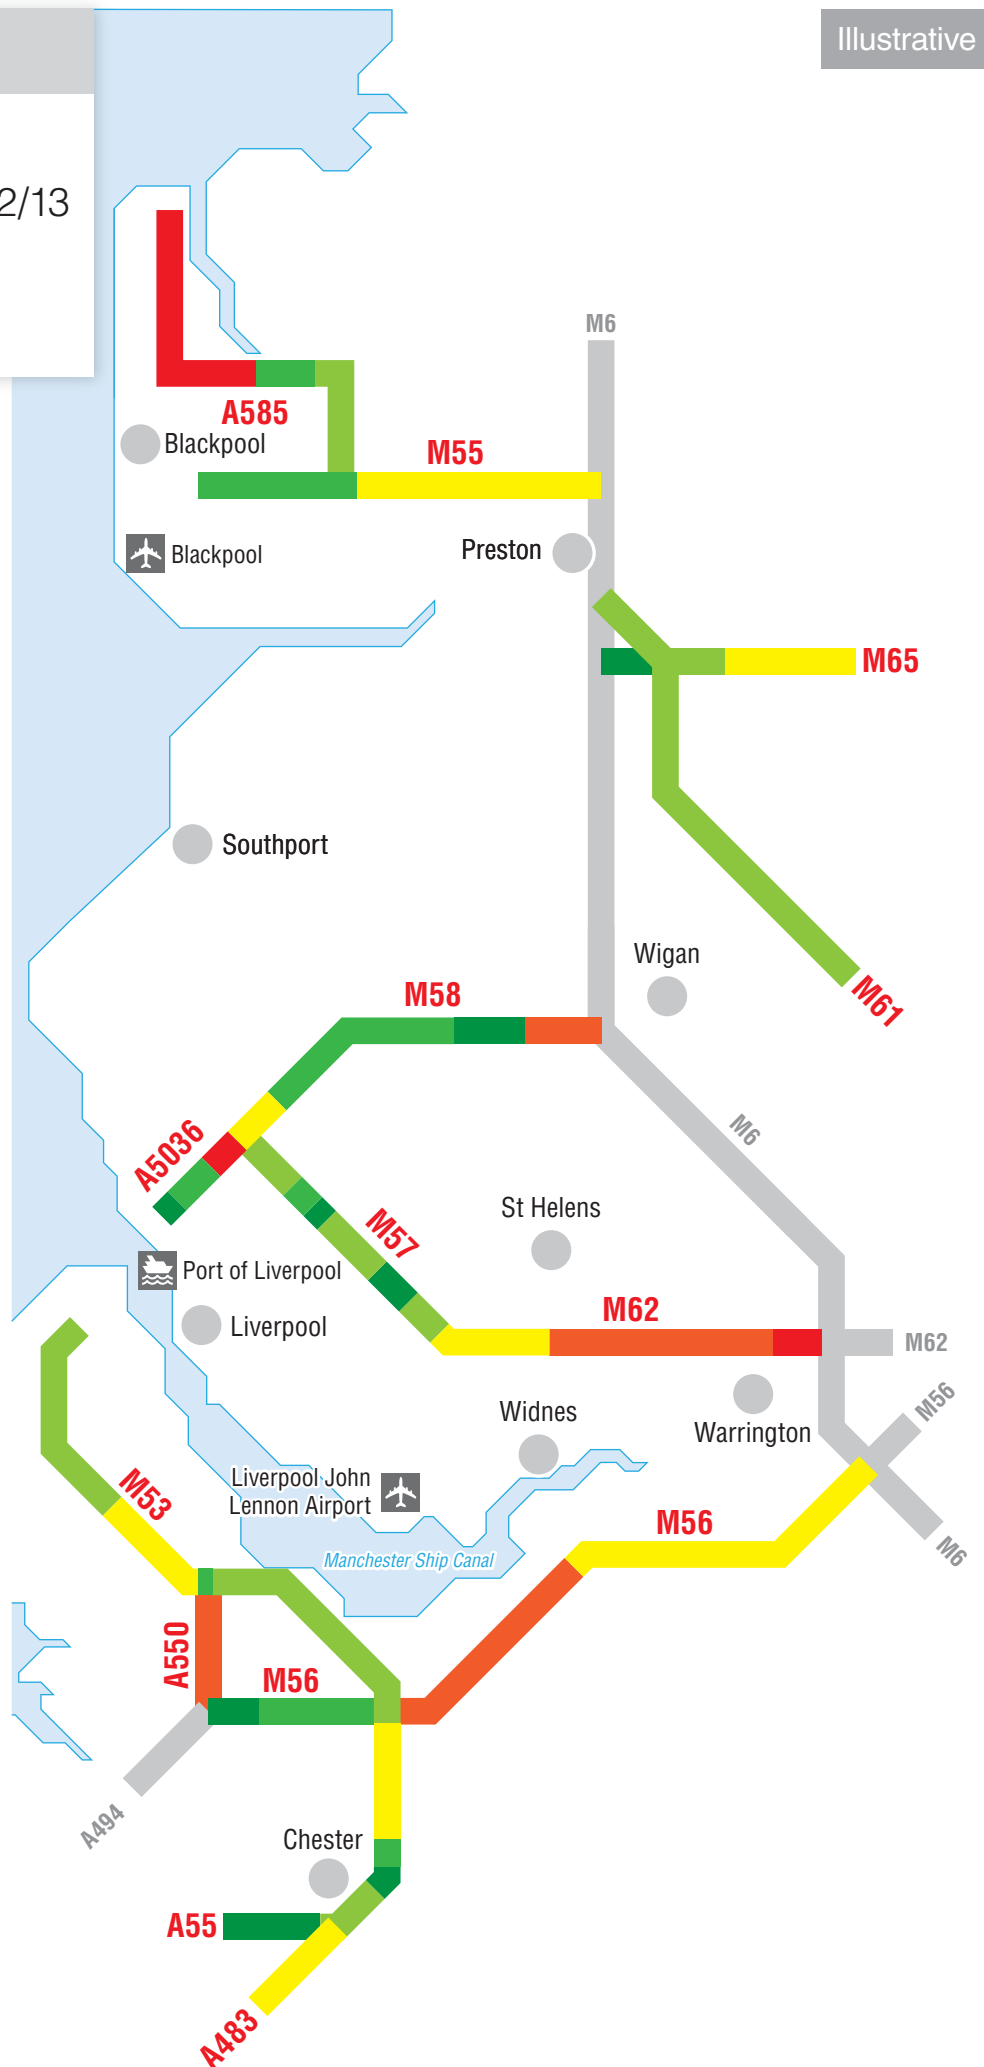 Illustrative
2/13
M6
A585
Blackpool
M55
Blackpool
Preston
M65
Southport
Wigan
M61
M58
M6
A5036
St Helens
M57
Port of Liverpool
M62
Liverpool
M62
M56
Widnes
Warrington
Liverpool John
Lennon Airport
M53
M56
M6
Manchester Ship Canal
A550
M56
A494
Chester
A55
A483